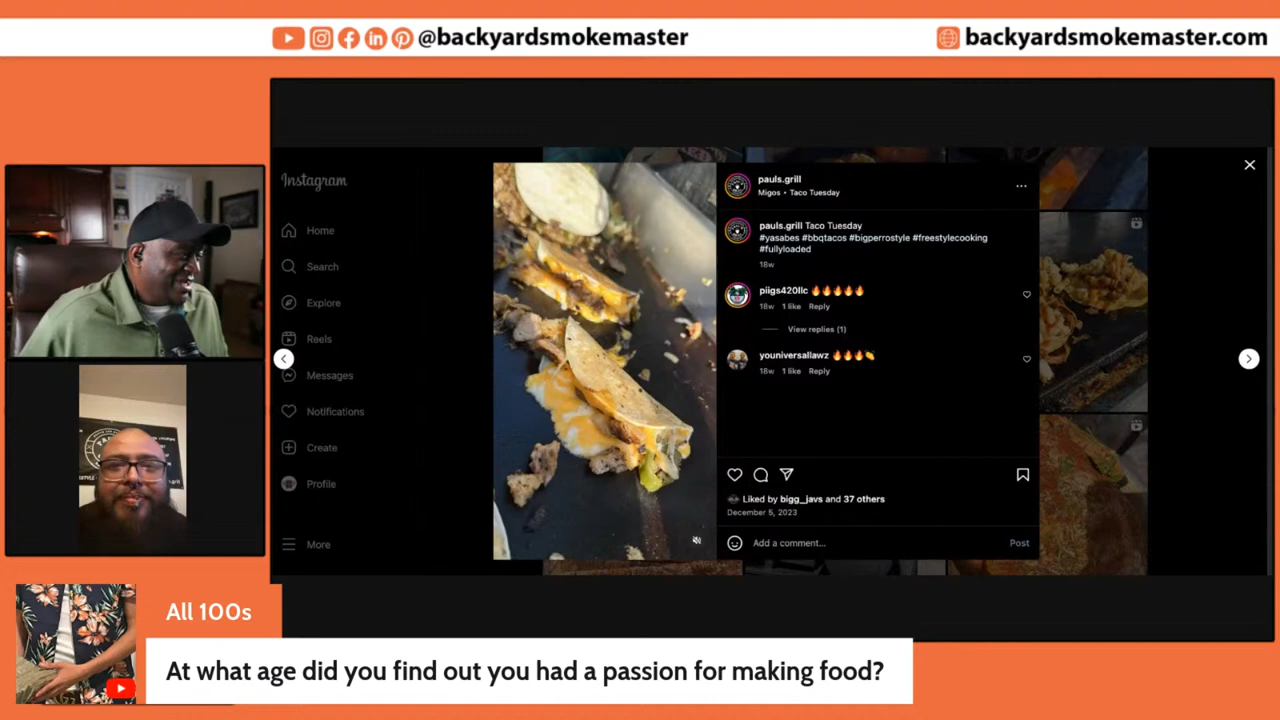 @backyardsmokemaster
backyardsmokemaster.com
Instagram
Home
Search
Explore
Reels
Messages
Notifications
Create
Profile
More
pauls.grill
Migos • Taco Tuesday
pauls.grill Taco Tuesday
#yasabes #bbqtacos #bigperrostyle #freestylecooking
#fullyloaded
18w
piigs420llc 🔥🔥🔥🔥🔥
18w 1 like Reply
View replies (1)
youniversallawz 🔥🔥🔥👏
18w 1 like Reply
Liked by bigg_javs and 37 others
December 5, 2023
Add a comment...
Post
All 100s
At what age did you find out you had a passion for making food?